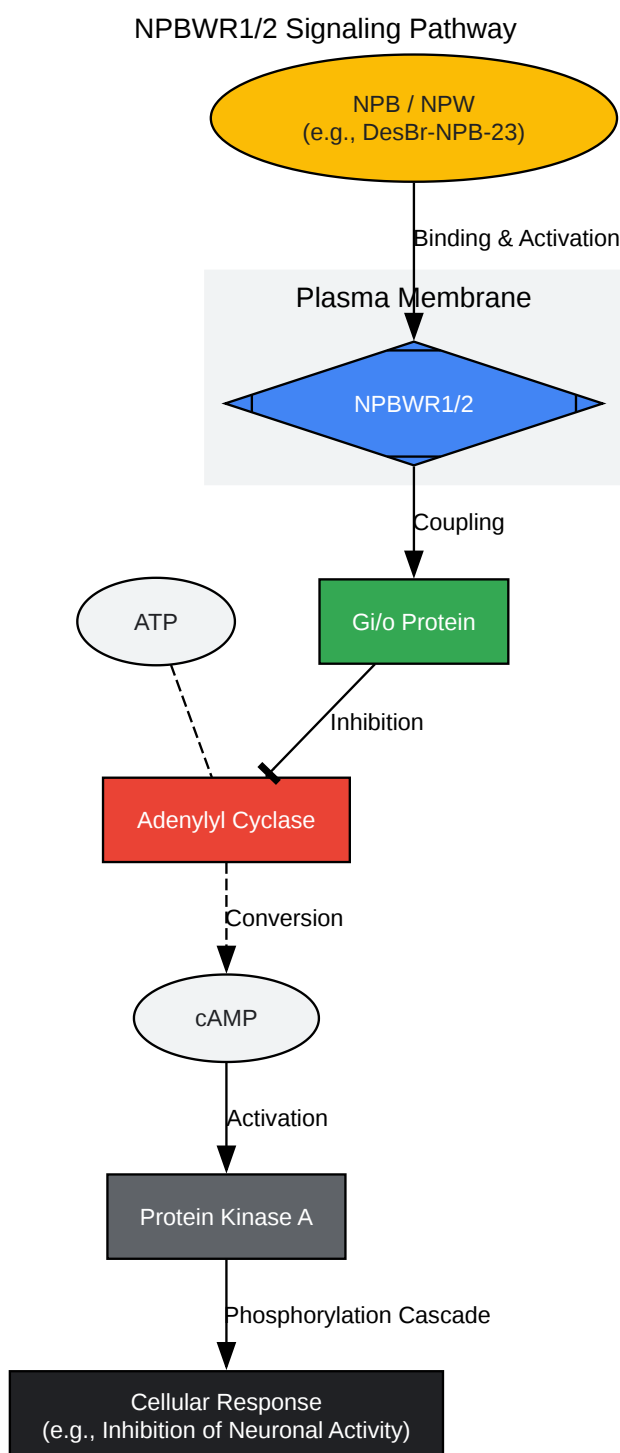 NPBWR1/2 Signaling Pathway
NPB / NPW
(e.g., DesBr-NPB-23)
Binding & Activation
Plasma Membrane
NPBWR1/2
Coupling
ATP
Gi/o Protein
Inhibition
Adenylyl Cyclase
Conversion
cAMP
Activation
Protein Kinase A
Phosphorylation Cascade
Cellular Response
(e.g., Inhibition of Neuronal Activity)